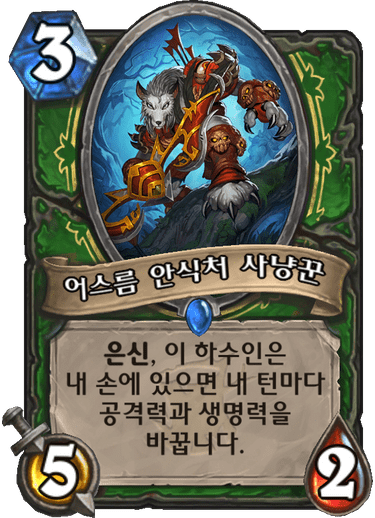 3
어스름 안식처 사냥꾼
은신, 이 하수인은
내 손에 있으면 내 턴마다
공격력과 생명력을
바꿉니다.
5
2